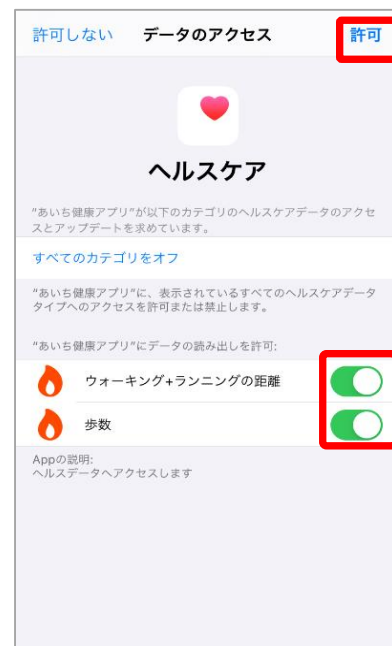 許可しない データのアクセス 許可
ヘルスケア
“あいち健康アプリ”が以下のカテゴリのヘルスケアデータのアクセ
スとアップデートを求めています。
すべてのカテゴリをオフ
“あいち健康アプリ”に、表示されているすべてのヘルスケアデータ
タイプへのアクセスを許可または禁止します。
“あいち健康アプリ”にデータの読み出しを許可:
ウォーキング+ランニングの距離
歩数
Appの説明:
ヘルスデータへアクセスします